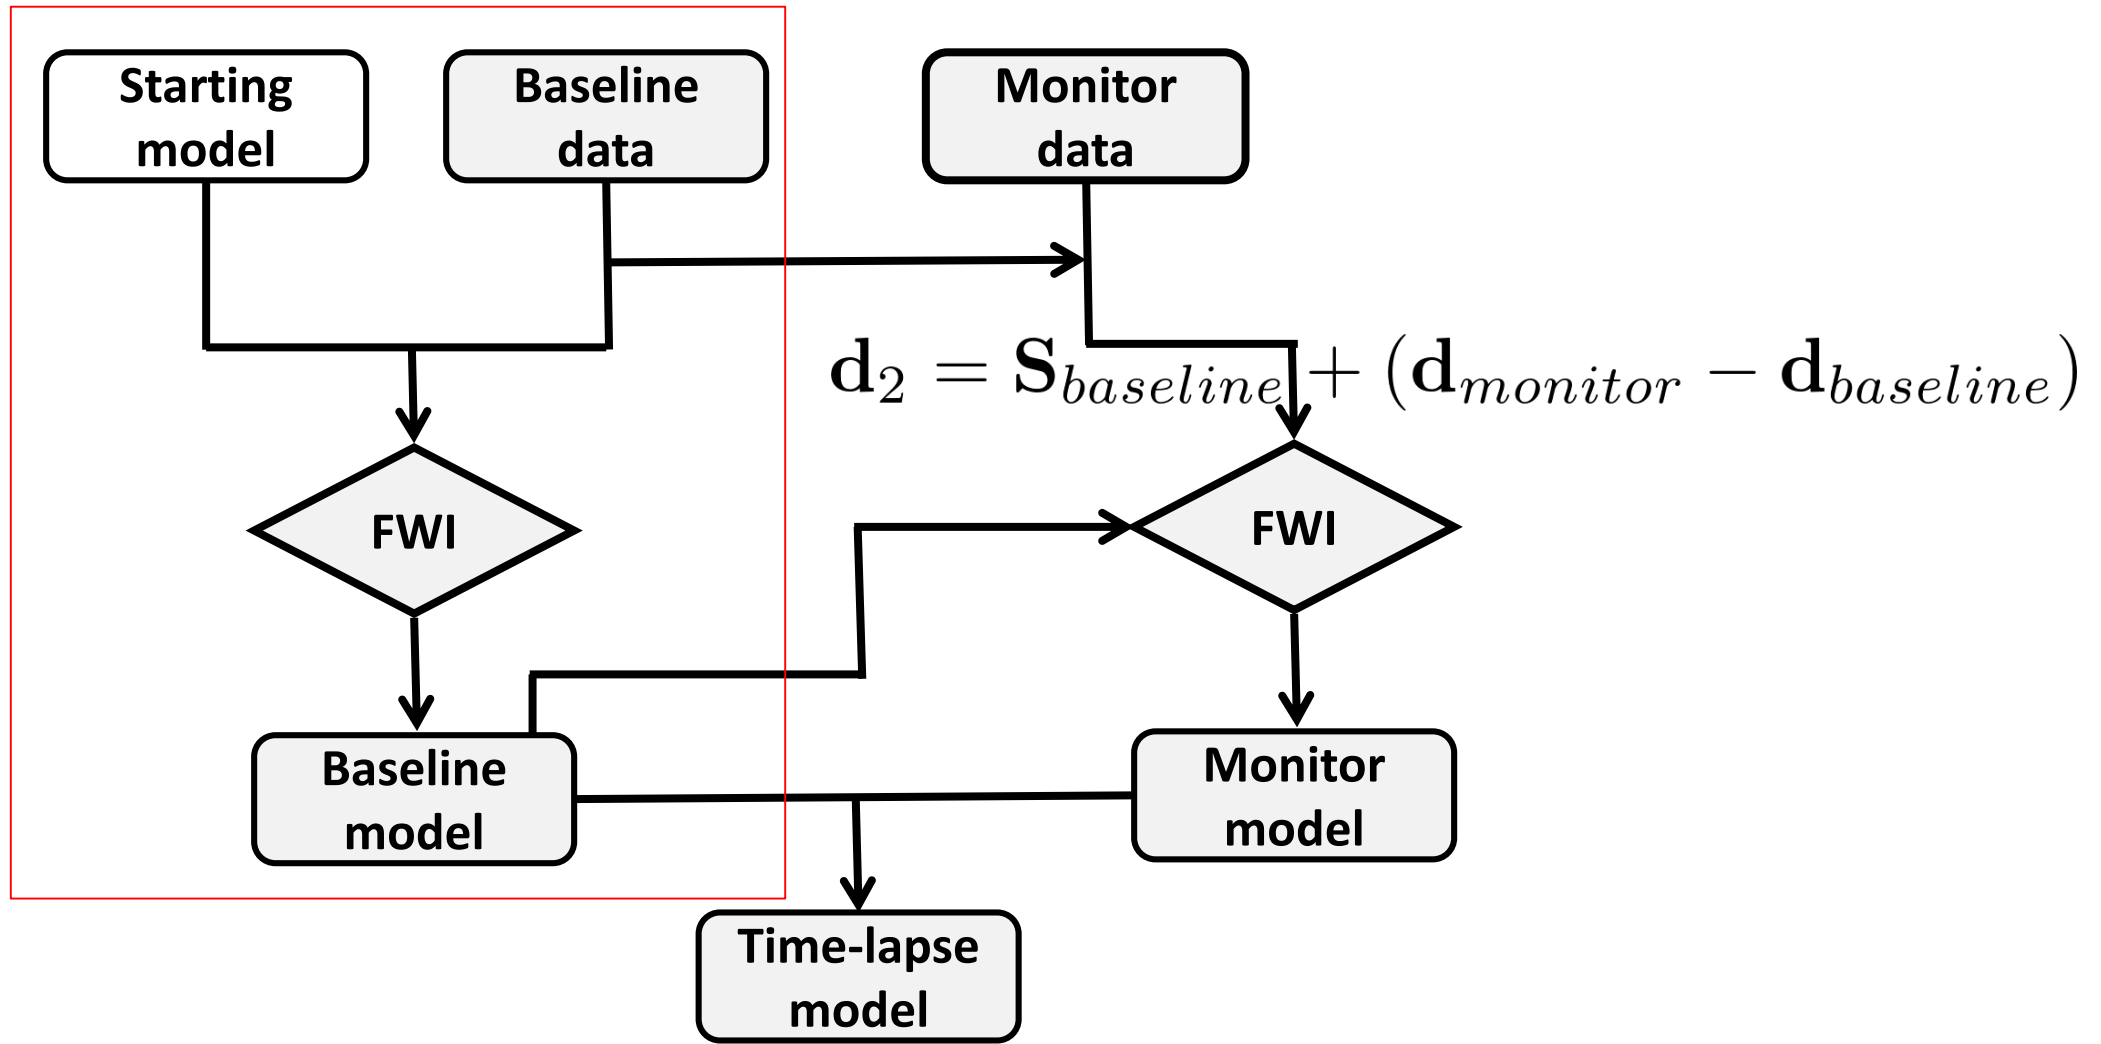 Starting
model
Baseline
data
Monitor
data
d₂ = S_baseline + (d_monitor − d_baseline)
FWI
FWI
Baseline
model
Monitor
model
Time-lapse
model